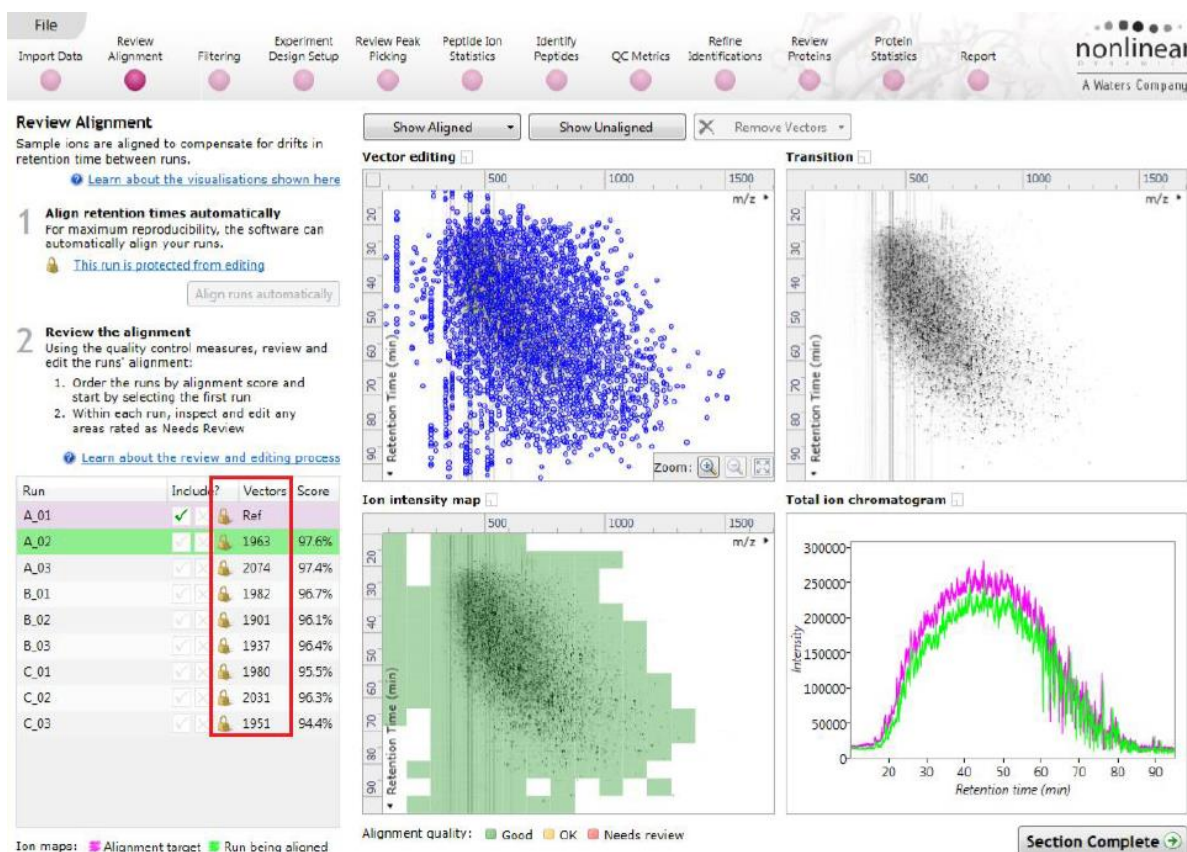 File
Import Data
Review Alignment
Filtering
Experiment Design Setup
Review Peak Picking
Peptide Ion Statistics
Identify Peptides
QC Metrics
Refine Identifications
Review Proteins
Protein Statistics
Report
nonlinear
DYNAMICS
A Waters Company
Review Alignment
Sample ions are aligned to compensate for drifts in
retention time between runs.
Learn about the visualisations shown here
1 Align retention times automatically
For maximum reproducibility, the software can
automatically align your runs.
This run is protected from editing
Align runs automatically
2 Review the alignment
Using the quality control measures, review and
edit the runs' alignment:
1. Order the runs by alignment score and
start by selecting the first run
2. Within each run, inspect and edit any
areas rated as Needs Review
Learn about the review and editing process
Run Include? Vectors Score
A_01 Ref
A_02 1963 97.6%
A_03 2074 97.4%
B_01 1982 96.7%
B_02 1901 96.1%
B_03 1937 96.4%
C_01 1980 95.5%
C_02 2031 96.3%
C_03 1951 94.4%
Ion maps: Alignment target Run being aligned
Show Aligned Show Unaligned Remove Vectors
Vector editing
500 1000 1500
m/z
20
30
40
50
60
70
80
90
Retention Time (min)
Zoom:
Transition
500 1000 1500
m/z
20
30
40
50
60
70
80
90
Retention Time (min)
Ion intensity map
500 1000 1500
m/z
20
30
40
50
60
70
80
90
Retention Time (min)
Alignment quality: Good OK Needs review
Total ion chromatogram
300000
250000
200000
150000
100000
50000
0
Intensity
20 30 40 50 60 70 80 90
Retention time (min)
Section Complete